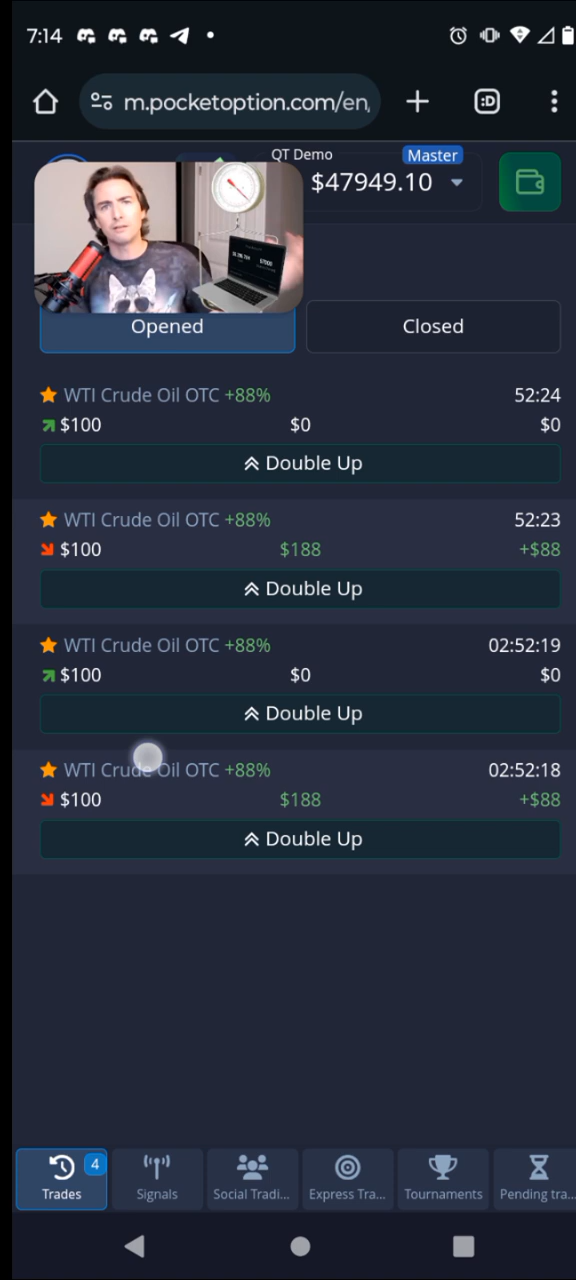 7:14
m.pocketoption.com/en,
:D
QT Demo
Master
$47949.10
Opened
Closed
WTI Crude Oil OTC +88% 52:24
$100 $0 $0
Double Up
WTI Crude Oil OTC +88% 52:23
$100 $188 +$88
Double Up
WTI Crude Oil OTC +88% 02:52:19
$100 $0 $0
Double Up
WTI Crude Oil OTC +88% 02:52:18
$100 $188 +$88
Double Up
4
Trades
Signals
Social Tradi...
Express Tra...
Tournaments
Pending tra...